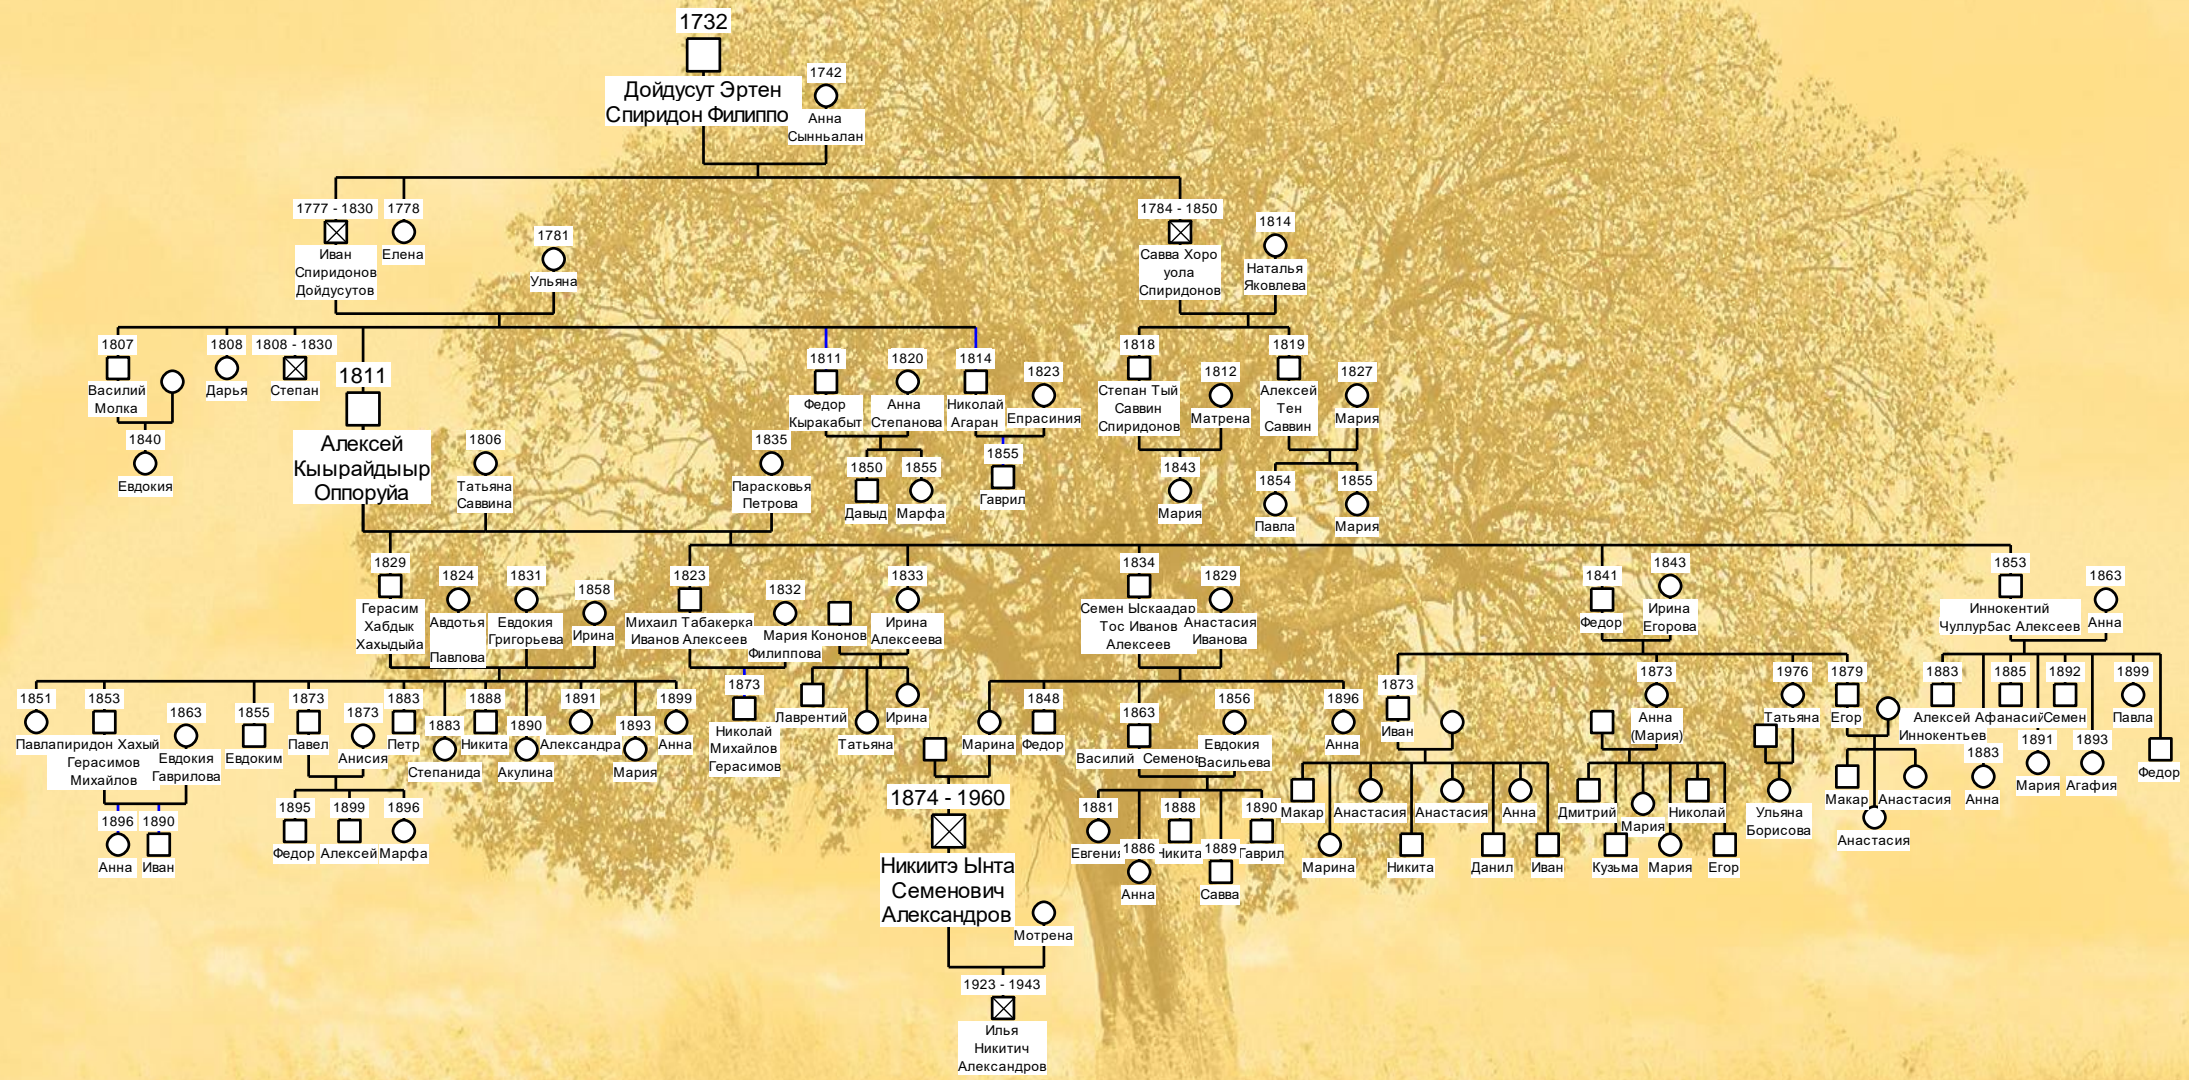 1732
Дойдусут Эртен
Спиридон Филиппо
1742
Анна
Сынньалан
1777 - 1830
Иван
Спиридонов
Дойдусутов
1778
Елена
1781
Ульяна
1784 - 1850
Савва Хоро
уола
Спиридонов
1814
Наталья
Яковлева
1807
Василий
Молка
1808
Дарья
1808 - 1830
Степан
1811
Алексей
Кыырайдыыр
Оппоруйа
1811
Федор
Кыракабыт
1820
Анна
Степанова
1814
Николай
Агаран
1823
Епрасиния
1818
Степан Тый
Саввин
Спиридонов
1812
Матрена
1819
Алексей
Тен
Саввин
1827
Мария
1840
Евдокия
1806
Татьяна
Саввина
1835
Парасковья
Петрова
1850
Давыд
1855
Марфа
1855
Гаврил
1843
Мария
1854
Павла
1855
Мария
1829
Герасим
Хабдык
Хахыдыйа
1824
Авдотья
Павлова
1831
Евдокия
Григорьева
1858
Ирина
1823
Михаил Табакерка
Иванов Алексеев
1832
Мария
Филиппова
Кононов
1833
Ирина
Алексеева
1834
Семен Ыскаадар
Тос Иванов
Алексеев
1829
Анастасия
Иванова
1841
Федор
1843
Ирина
Егорова
1853
Иннокентий
Чуллур5ас Алексеев
1863
Анна
1851
Павла
1853
пиридон Хахый
Герасимов
Михайлов
1863
Евдокия
Гаврилова
1855
Евдоким
1873
Павел
1873
Анисия
1883
Петр
1883
Степанида
1888
Никита
1890
Акулина
1891
Александра
1893
Мария
1899
Анна
1873
Николай
Михайлов
Герасимов
Лаврентий
Татьяна
Ирина
Марина
1848
Федор
1863
Василий Семенов
1856
Евдокия
Васильева
1896
Анна
1873
Иван
1873
Анна
(Мария)
1976
Татьяна
1879
Егор
1883
Алексей
Иннокентьев
1883
Анна
1885
Афанасий
1891
Мария
1892
Семен
1893
Агафия
1899
Павла
Федор
1896
Анна
1890
Иван
1895
Федор
1899
Алексей
1896
Марфа
1874 - 1960
Никиитэ Ынта
Семенович
Александров
Мотрена
1881
Евгения
1886
Анна
1888
Никита
1889
Савва
1890
Гаврил
Макар
Марина
Анастасия
Никита
Анастасия
Данил
Анна
Иван
Дмитрий
Кузьма
Мария
Мария
Николай
Егор
Ульяна
Борисова
Макар
Анастасия
Анастасия
1923 - 1943
Илья
Никитич
Александров